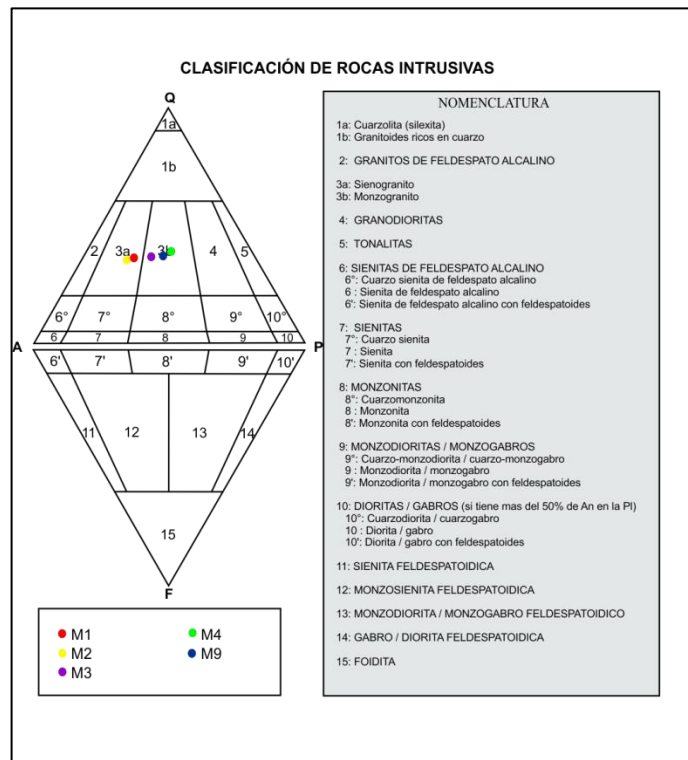 CLASIFICACIÓN DE ROCAS INTRUSIVAS
Q
1a
1b
2
3a
3b
4
5
6°
7°
8°
9°
10°
6
7
8
9
10
A
P
6'
7'
8'
9'
10'
11
12
13
14
15
F
M1
M2
M3
M4
M9
NOMENCLATURA
1a: Cuarzolita (silexita)
1b: Granitoides ricos en cuarzo
2: GRANITOS DE FELDESPATO ALCALINO
3a: Sienogranito
3b: Monzogranito
4: GRANODIORITAS
5: TONALITAS
6: SIENITAS DE FELDESPATO ALCALINO
6°: Cuarzo sienita de feldespato alcalino
6 : Sienita de feldespato alcalino
6': Sienita de feldespato alcalino con feldespatoides
7: SIENITAS
7°: Cuarzo sienita
7 : Sienita
7': Sienita con feldespatoides
8: MONZONITAS
8°: Cuarzomonzonita
8 : Monzonita
8': Monzonita con feldespatoides
9: MONZODIORITAS / MONZOGABROS
9°: Cuarzo-monzodiorita / cuarzo-monzogabro
9 : Monzodiorita / monzogabro
9': Monzodiorita / monzogabro con feldespatoides
10: DIORITAS / GABROS (si tiene mas del 50% de An en la Pl)
10°: Cuarzodiorita / cuarzogabro
10 : Diorita / gabro
10': Diorita / gabro con feldespatoides
11: SIENITA FELDESPATOIDICA
12: MONZOSIENITA FELDESPATOIDICA
13: MONZODIORITA / MONZOGABRO FELDESPATOIDICO
14: GABRO / DIORITA FELDESPATOIDICA
15: FOIDITA